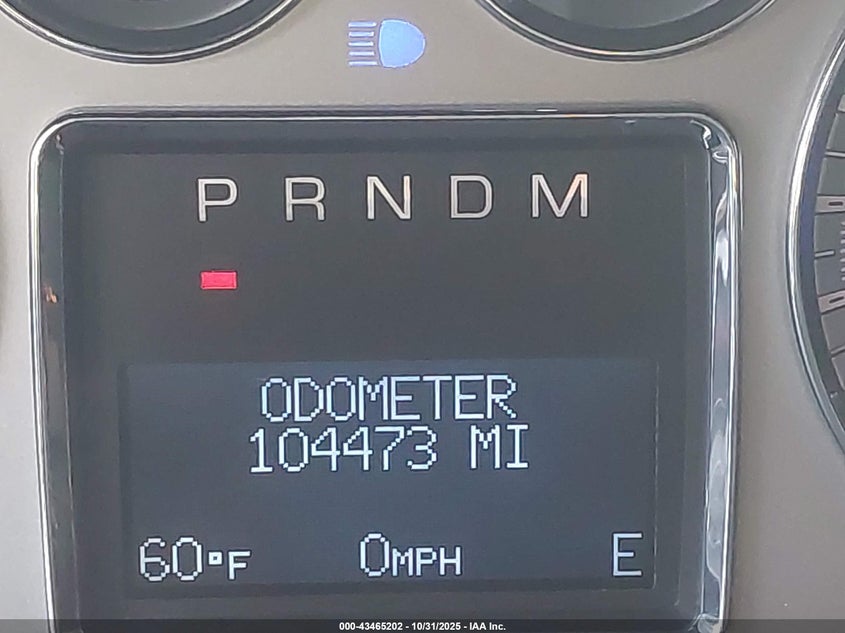 P R N D M
ODOMETER
104473 MI
60°F 0MPH E
000-43465202 - 10/31/2025 - IAA Inc.